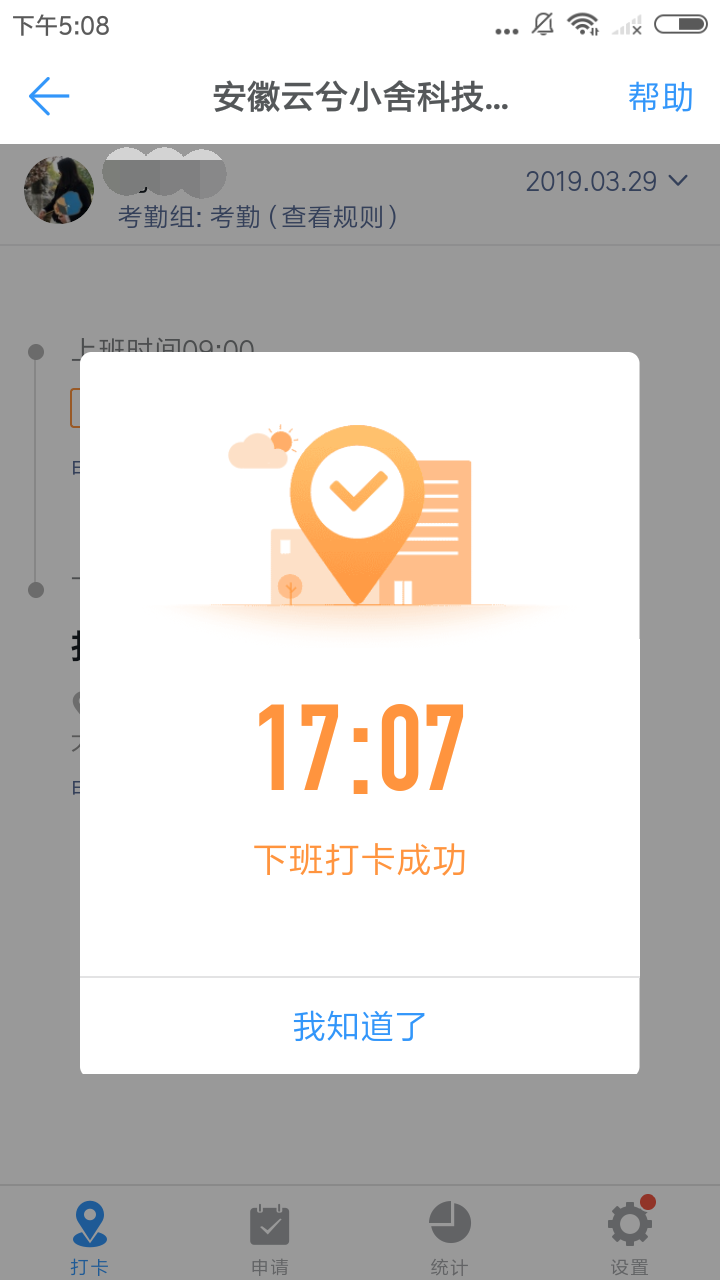 下午5:08
安徽云兮小舍科技...
帮助
2019.03.29
考勤组: 考勤 (查看规则)
上班时间09:00
17:07
下班打卡成功
我知道了
打卡
申请
统计
设置